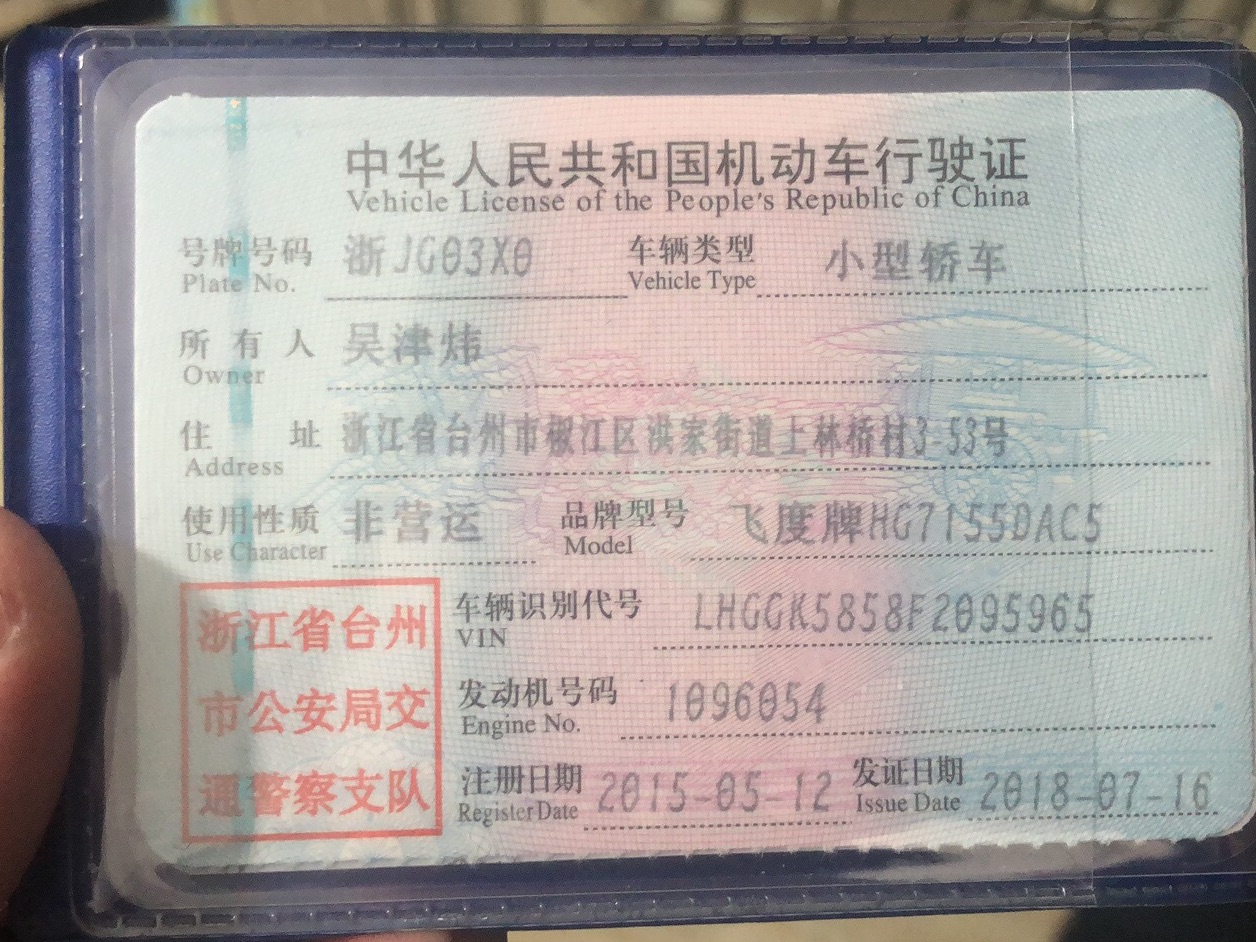 中华人民共和国机动车行驶证
Vehicle License of the People's Republic of China
号牌号码 浙JG03X0 车辆类型 小型轿车
Plate No. Vehicle Type
所有人 吴津炜
Owner
住址 浙江省台州市椒江区洪家街道上林桥村3-53号
Address
使用性质 非营运 品牌型号 飞度牌HG7155DAC5
Use Character Model
浙江省台州
市公安局交
通警察支队
车辆识别代号 LHGGK5858F2095965
VIN
发动机号码 1096054
Engine No.
注册日期 2015-05-12 发证日期 2018-07-16
Register Date Issue Date